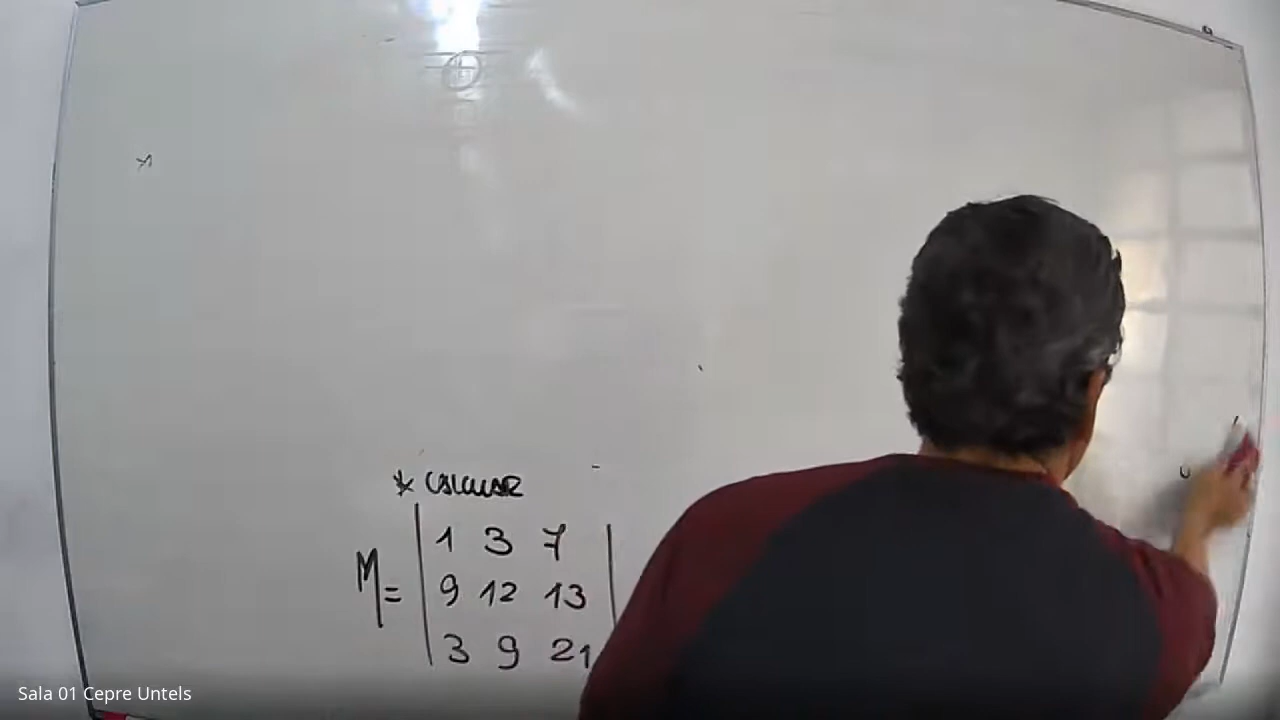 * CALCULAR
M = | 1 3 7 |
| 9 12 13 |
| 3 9 21
Sala 01 Cepre Untels